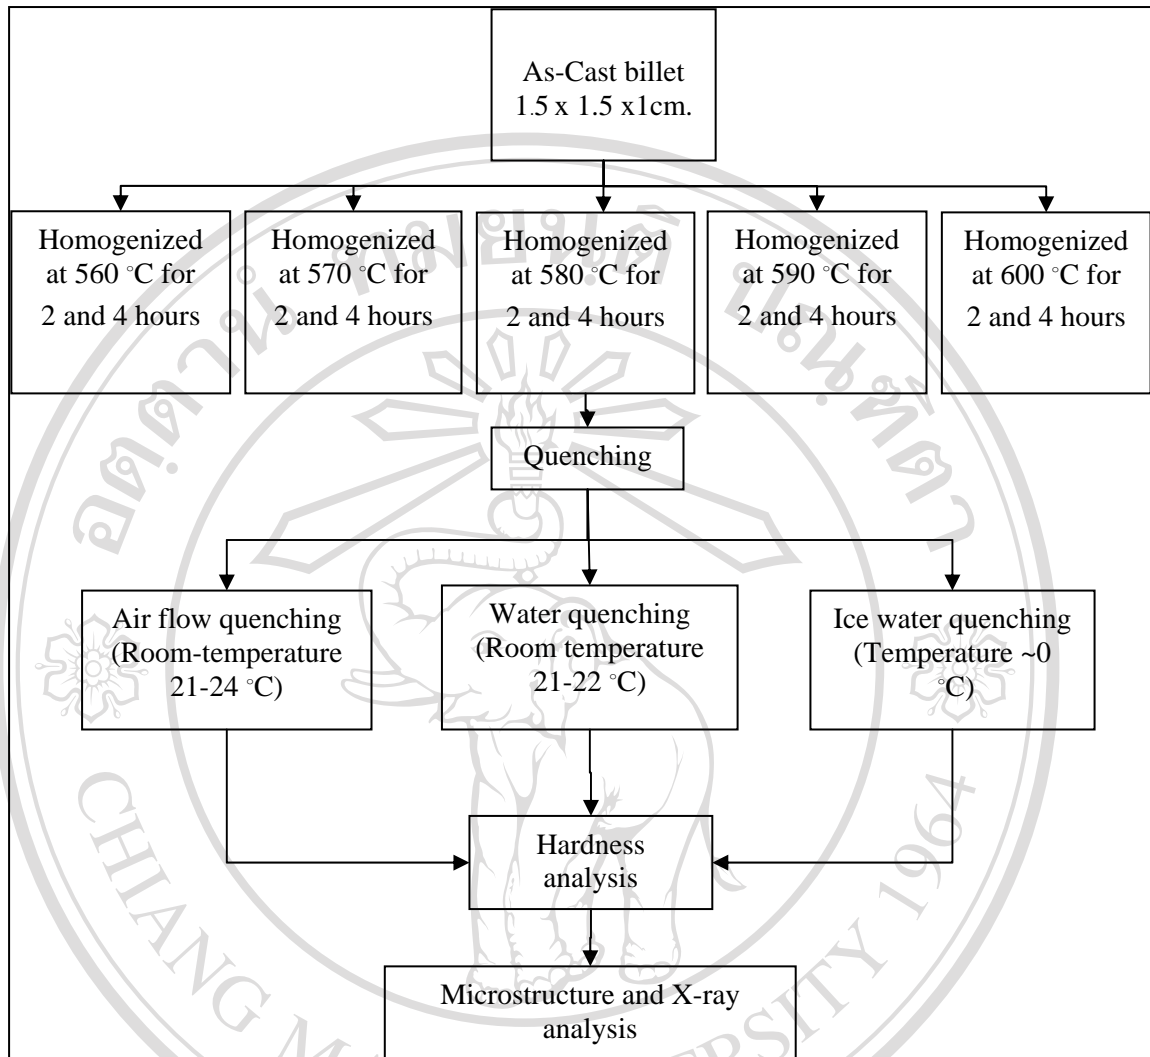 As-Cast billet
1.5 x 1.5 x1cm.
Homogenized
at 560 °C for
2 and 4 hours
Homogenized
at 570 °C for
2 and 4 hours
Homogenized
at 580 °C for
2 and 4 hours
Homogenized
at 590 °C for
2 and 4 hours
Homogenized
at 600 °C for
2 and 4 hours
Quenching
Air flow quenching
(Room-temperature
21-24 °C)
Water quenching
(Room temperature
21-22 °C)
Ice water quenching
(Temperature ~0
°C)
Hardness
analysis
Microstructure and X-ray
analysis